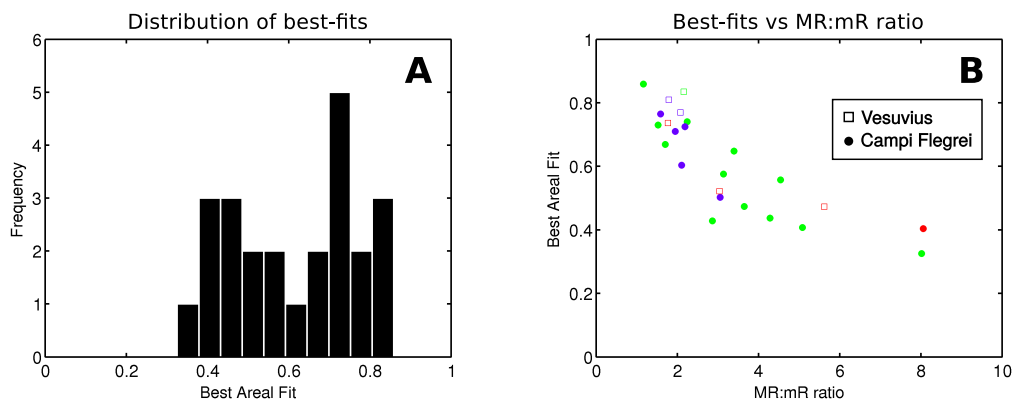 Distribution of best-fits
A
Frequency
6
5
4
3
2
1
0
0 0.2 0.4 0.6 0.8 1
Best Areal Fit
Best-fits vs MR:mR ratio
B
Vesuvius
Campi Flegrei
Best Areal Fit
1
0.8
0.6
0.4
0.2
0
0 2 4 6 8 10
MR:mR ratio